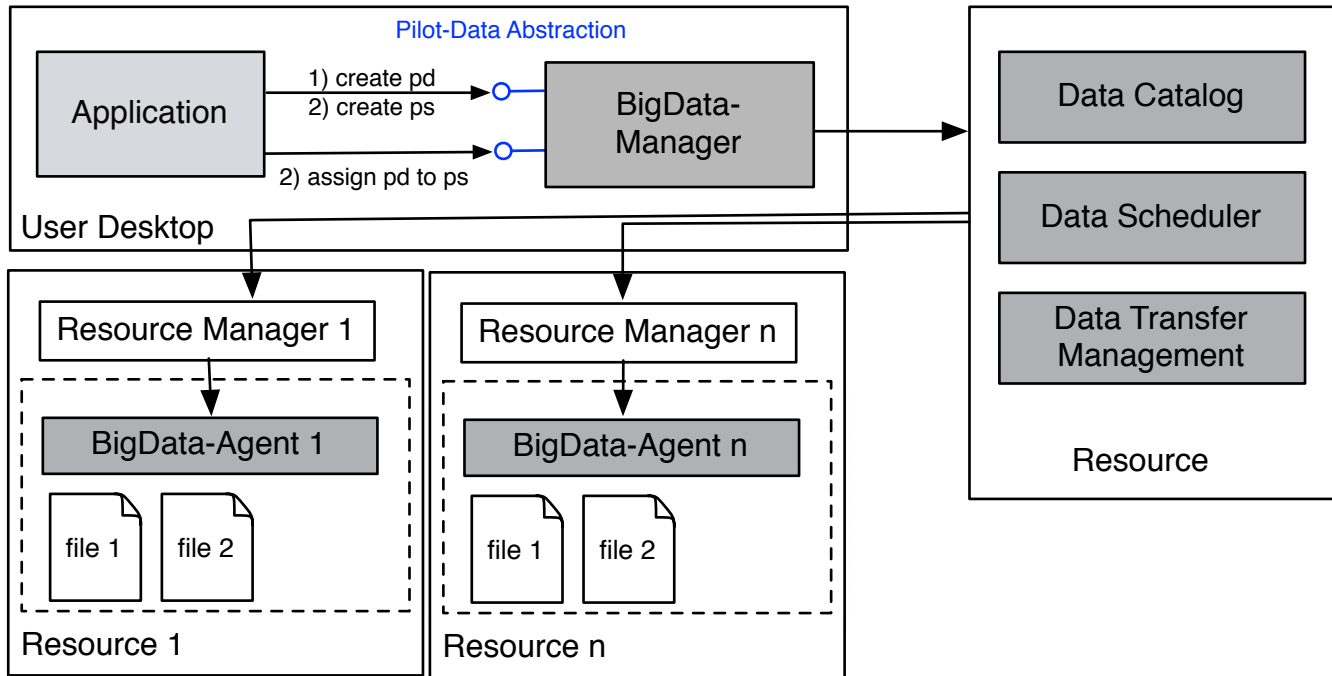 Pilot-Data Abstraction
Application
1) create pd
2) create ps
2) assign pd to ps
BigData-
Manager
User Desktop
Data Catalog
Data Scheduler
Data Transfer
Management
Resource
Resource Manager 1
BigData-Agent 1
file 1
file 2
Resource 1
Resource Manager n
BigData-Agent n
file 1
file 2
Resource n